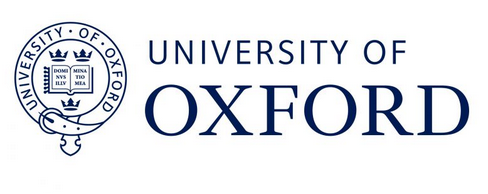 UNIVERSITY · OF · OXFORD
DOMI MINA
NVS TIO
ILLV MEA
UNIVERSITY OF
OXFORD